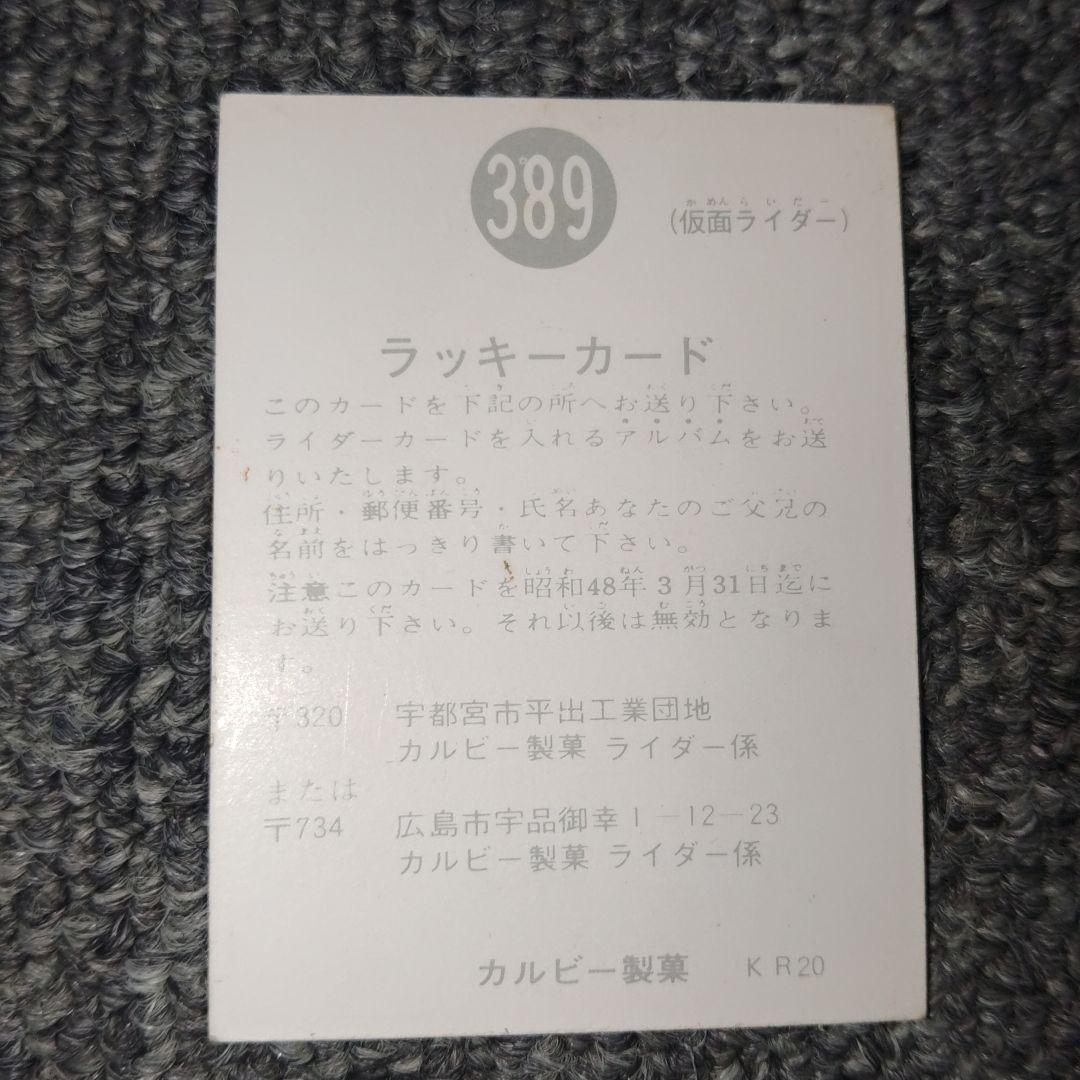 389
(仮面ライダー)
ラッキーカード
このカードを下記の所へお送り下さい。
ライダーカードを入れるアルバムをお送
りいたします。
住所・郵便番号・氏名あなたのご父兄の
名前をはっきり書いて下さい。
注意このカードを昭和48年3月31日迄に
お送り下さい。それ以後は無効となりま
す。
〒320 宇都宮市平出工業団地
カルビー製菓 ライダー係
または
〒734 広島市宇品御幸1-12-23
カルビー製菓 ライダー係
カルビー製菓 KR20